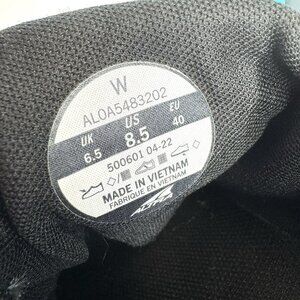 W
AL0A5483202
UK US EU
6.5 8.5 40
500601 04-22
MADE IN VIETNAM
FABRIQUE EN VIETNAM